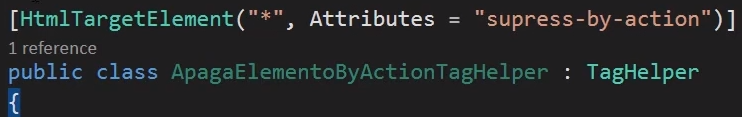 [HtmlTargetElement("*", Attributes = "supress-by-action")]
1 reference
public class ApagaElementoByActionTagHelper : TagHelper
{